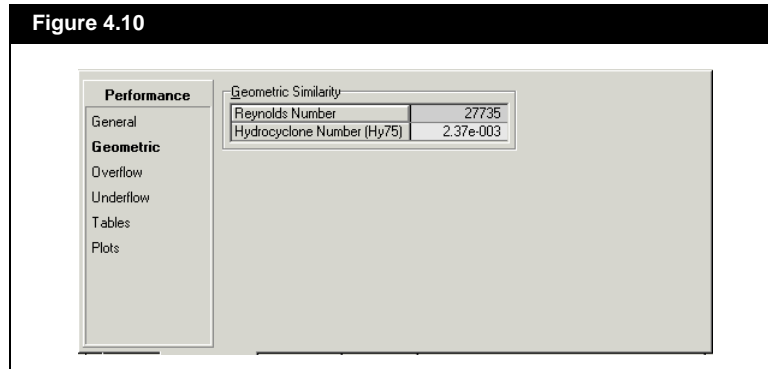 Figure 4.10
Performance
General
Geometric
Overflow
Underflow
Tables
Plots
Geometric Similarity
Reynolds Number 27735
Hydrocyclone Number (Hy75) 2.37e-003